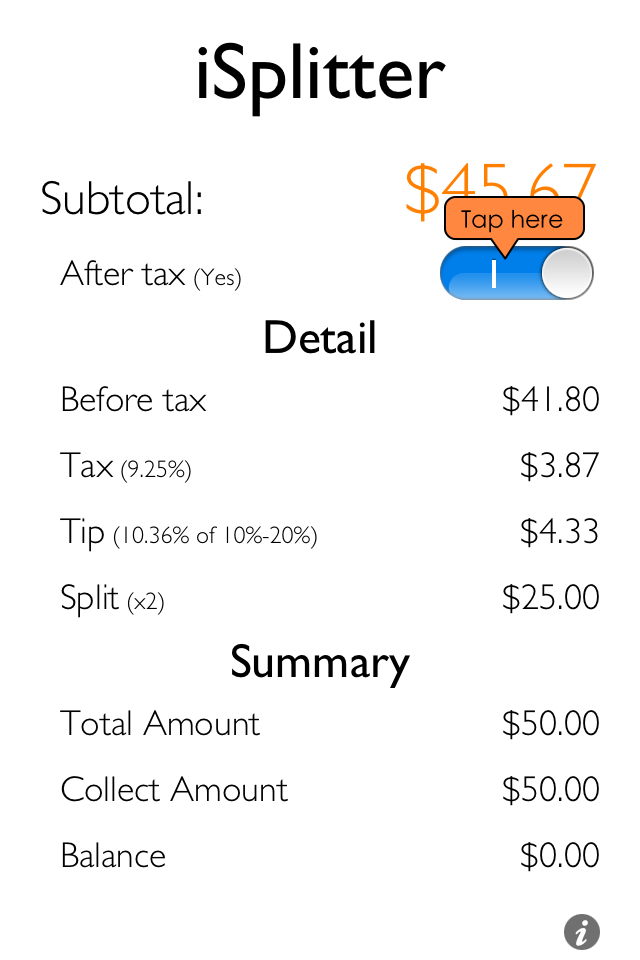 iSplitter
Subtotal: $45.67
Tap here
After tax (Yes)
Detail
Before tax $41.80
Tax (9.25%) $3.87
Tip (10.36% of 10%-20%) $4.33
Split (x2) $25.00
Summary
Total Amount $50.00
Collect Amount $50.00
Balance $0.00
i